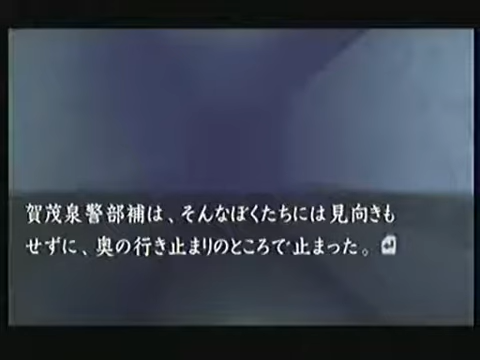 賀茂泉警部補は、そんなぼくたちには見向きも
せずに、奥の行き止まりのところで止まった。